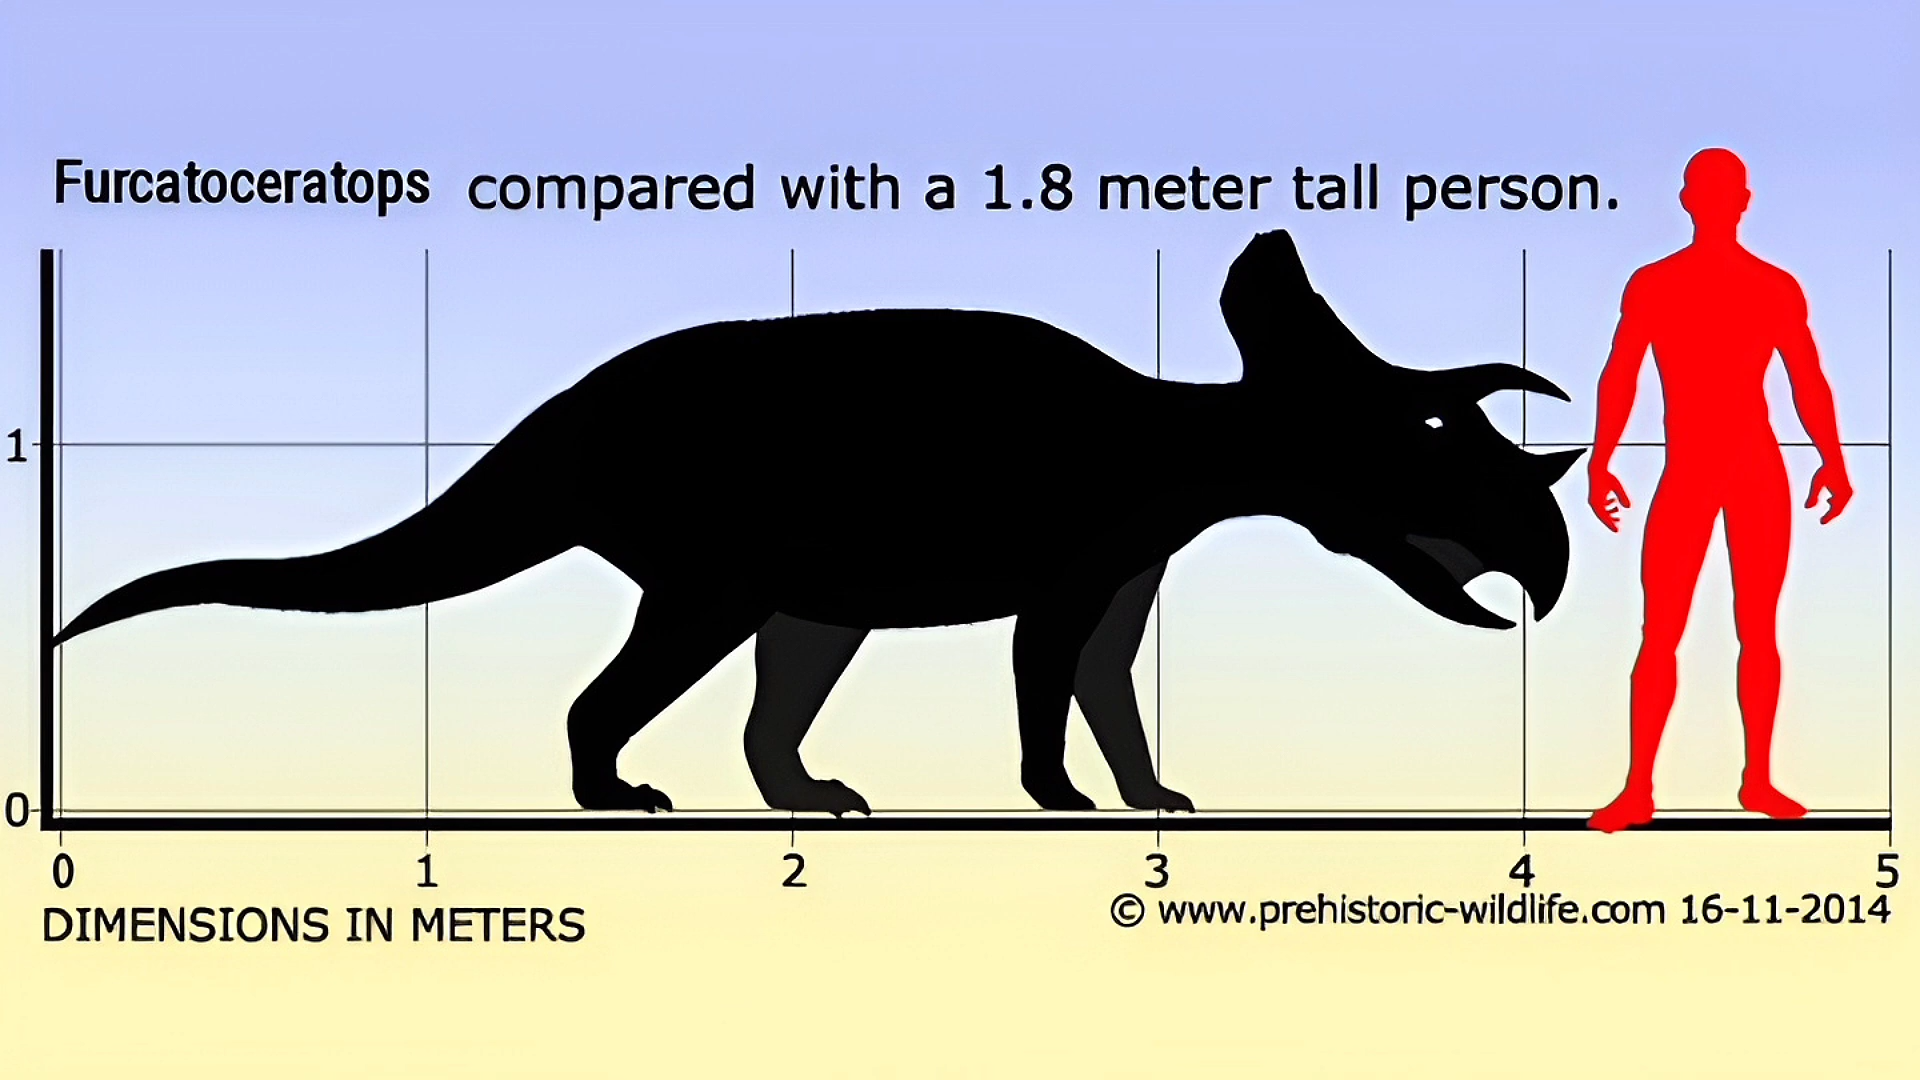 Furcatoceratops compared with a 1.8 meter tall person.
1
0
0 1 2 3 4 5
DIMENSIONS IN METERS
© www.prehistoric-wildlife.com 16-11-2014